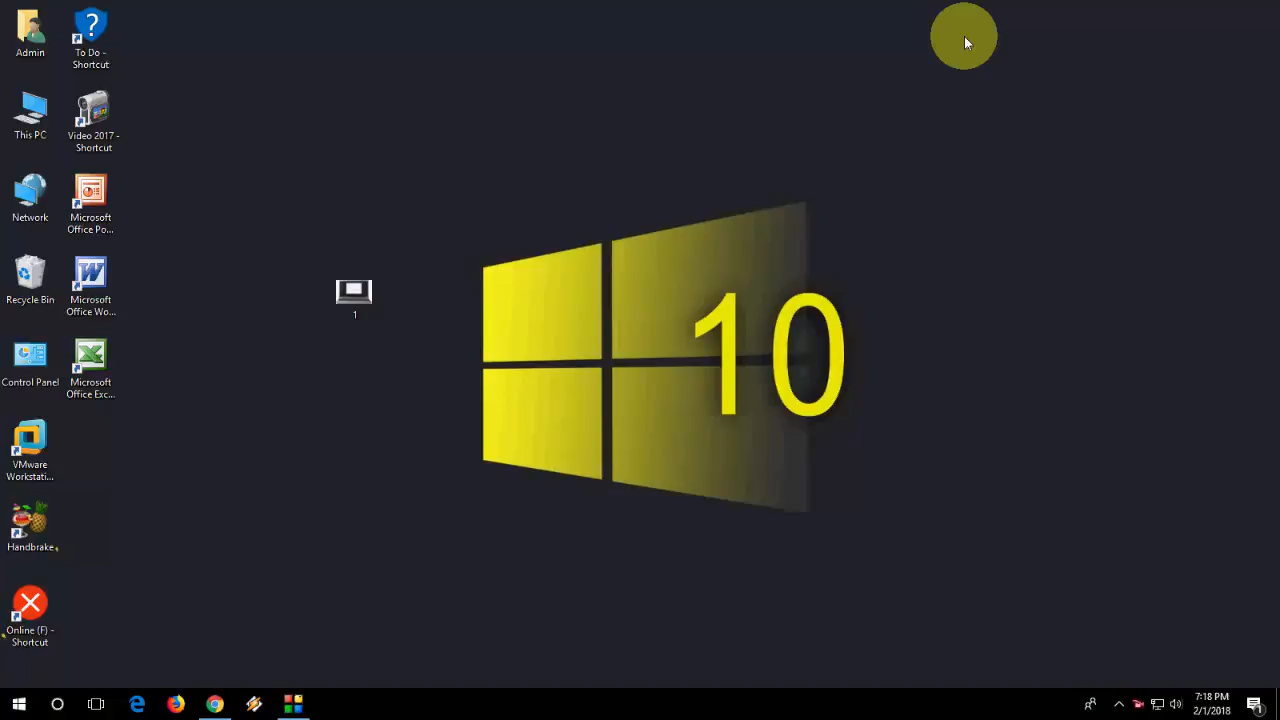 Admin
To Do -
Shortcut
This PC
Video 2017 -
Shortcut
Network
Microsoft
Office Po...
Recycle Bin
Microsoft
Office Wo...
Control Panel
Microsoft
Office Exc...
VMware
Workstati...
Handbrake
Online (F) -
Shortcut
1
10
7:18 PM
2/1/2018
1